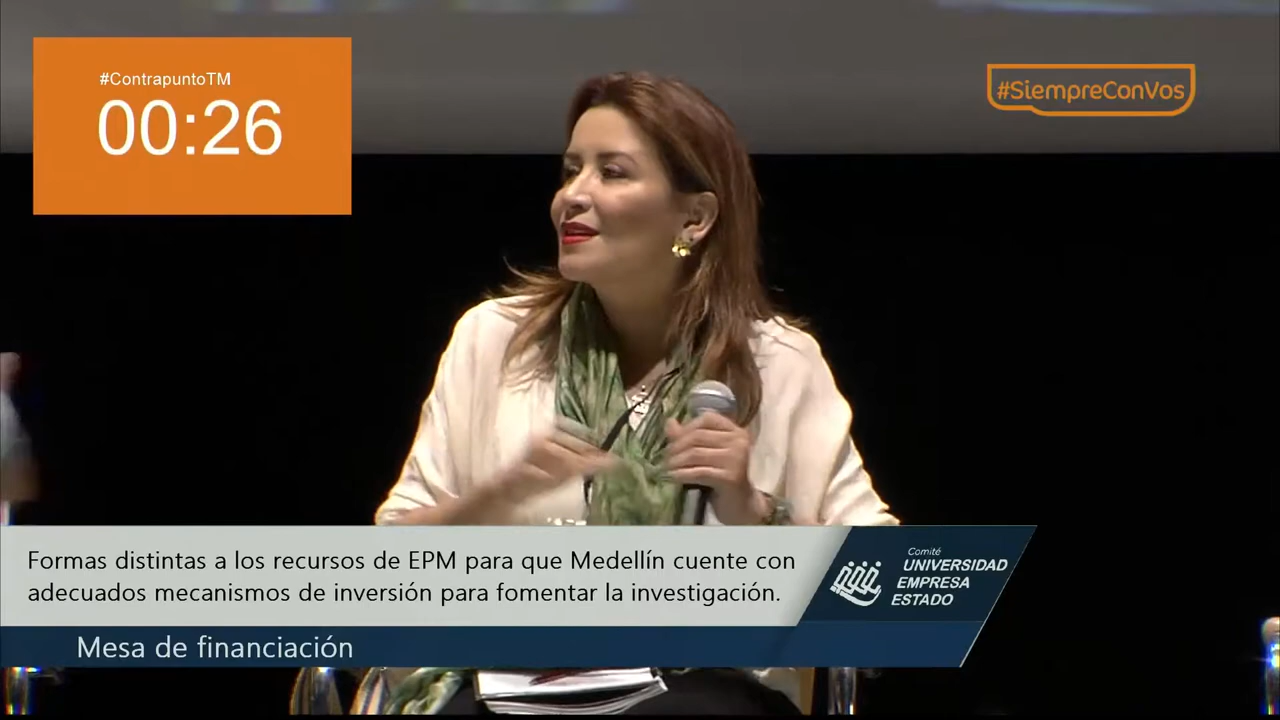 #ContrapuntoTM
00:26
#SiempreConVos
Formas distintas a los recursos de EPM para que Medellín cuente con
adecuados mecanismos de inversión para fomentar la investigación.
Comité
UNIVERSIDAD
EMPRESA
ESTADO
Mesa de financiación